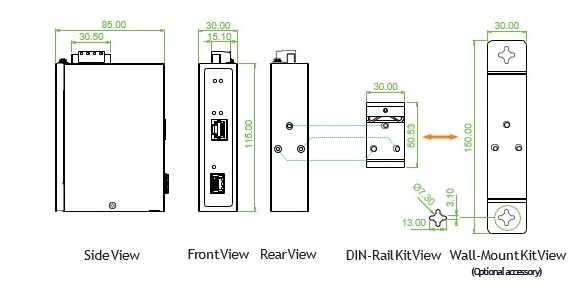 85.00
30.50
30.00
15.10
115.00
30.00
50.53
30.00
150.00
Ø7.30
3.10
13.00
Side View
Front View
Rear View
DIN-Rail Kit View
Wall-Mount Kit View
(Optional accessory)